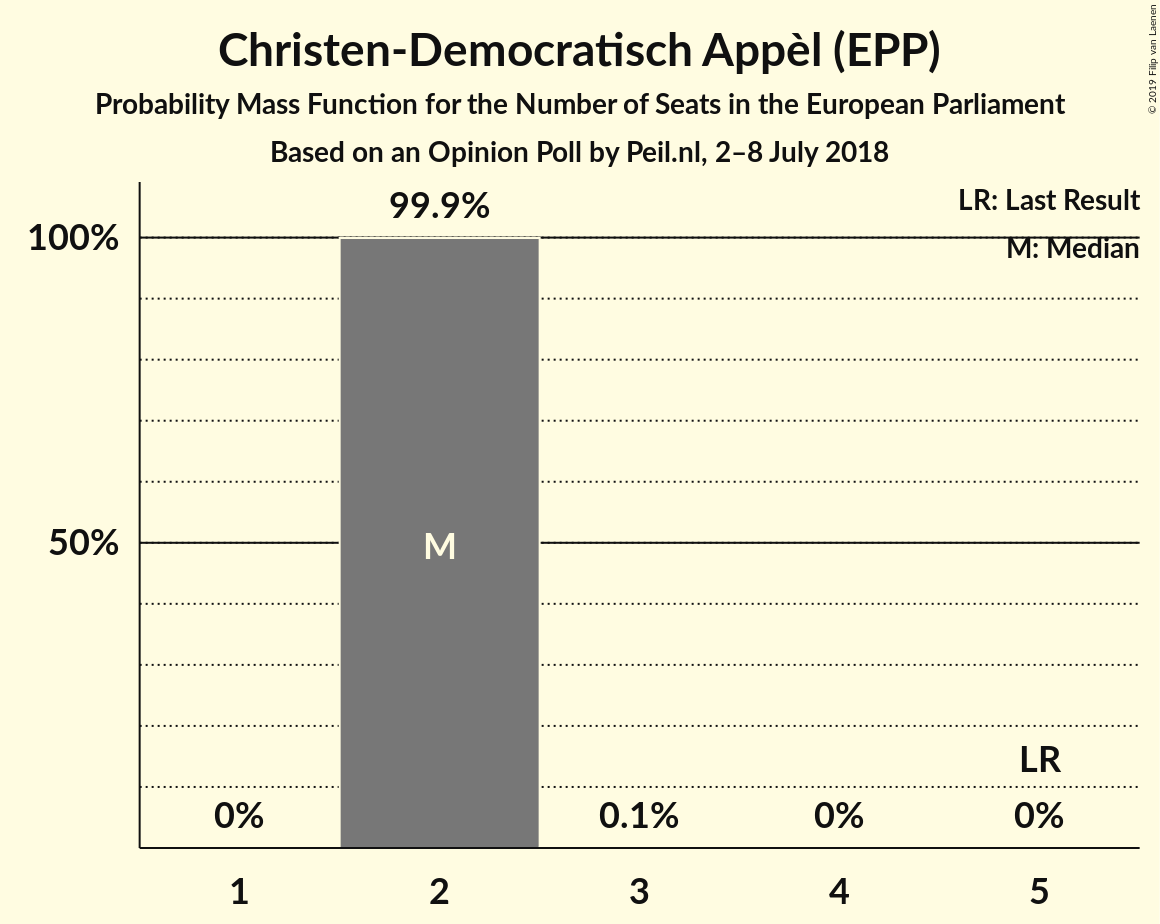 Christen-Democratisch Appèl (EPP)
Probability Mass Function for the Number of Seats in the European Parliament
Based on an Opinion Poll by Peil.nl, 2–8 July 2018
© 2019 Filip van Laenen
LR: Last Result
M: Median
99.9%
100%
50%
M
LR
0%
0.1%
0%
0%
1
2
3
4
5